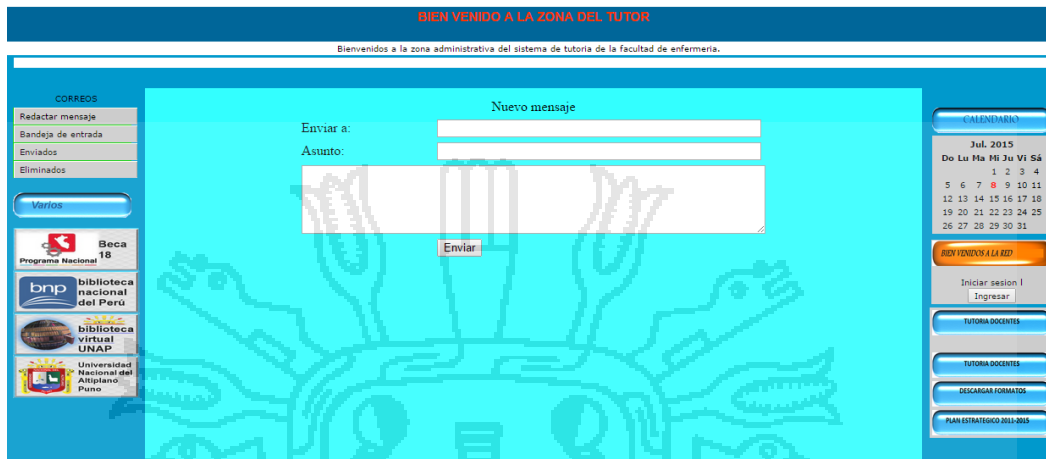 BIEN VENIDO A LA ZONA DEL TUTOR
Bienvenidos a la zona administrativa del sistema de tutoria de la facultad de enfermeria.
CORREOS
Redactar mensaje
Bandeja de entrada
Enviados
Eliminados
Varios
Beca
18
Programa Nacional
bnp
biblioteca
nacional
del Perú
biblioteca
virtual
UNAP
Universidad
Nacional del
Altiplano
Puno
Nuevo mensaje
Enviar a:
Asunto:
Enviar
CALENDARIO
Jul. 2015
Do Lu Ma Mi Ju Vi Sá
1 2 3 4
5 6 7 8 9 10 11
12 13 14 15 16 17 18
19 20 21 22 23 24 25
26 27 28 29 30 31
BIEN VENIDOS A LA RED
Iniciar sesion l
Ingresar
TUTORIA DOCENTES
TUTORIA DOCENTES
DESCARGAR FORMATOS
PLAN ESTRATEGICO 2011-2015